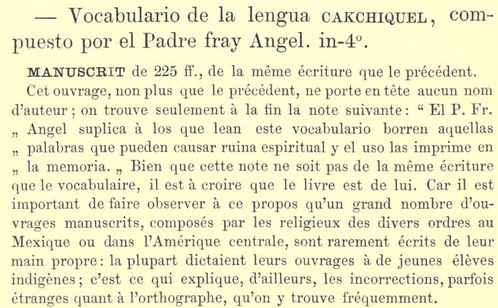 — Vocabulario de la lengua CAKCHIQUEL, com-
puesto por el Padre fray Angel. in-4º.
MANUSCRIT de 225 ff., de la même écriture que le précédent.
Cet ouvrage, non plus que le précédent, ne porte en tête aucun nom
d'auteur; on trouve seulement à la fin la note suivante: “ El P. Fr.
„ Angel suplica à los que lean este vocabulario borren aquellas
„ palabras que pueden causar ruina espiritual y el uso las imprime en
„ la memoria. „ Bien que cette note ne soit pas de la même écriture
que le vocabulaire, il est à croire que le livre est de lui. Car il est
important de faire observer à ce propos qu'un grand nombre d'ou-
vrages manuscrits, composés par les religieux des divers ordres au
Mexique ou dans l'Amérique centrale, sont rarement écrits de leur
main propre: la plupart dictaient leurs ouvrages à de jeunes élèves
indigènes; c'est ce qui explique, d'ailleurs, les incorrections, parfois
étranges quant à l'orthographe, qu'on y trouve fréquemment.